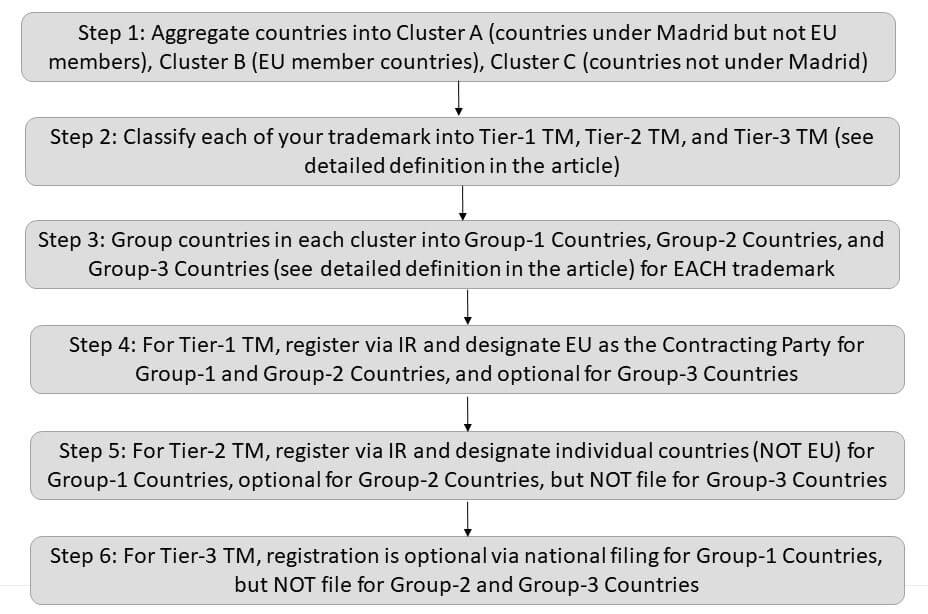 Step 1: Aggregate countries into Cluster A (countries under Madrid but not EU
members), Cluster B (EU member countries), Cluster C (countries not under Madrid)
Step 2: Classify each of your trademark into Tier-1 TM, Tier-2 TM, and Tier-3 TM (see
detailed definition in the article)
Step 3: Group countries in each cluster into Group-1 Countries, Group-2 Countries, and
Group-3 Countries (see detailed definition in the article) for EACH trademark
Step 4: For Tier-1 TM, register via IR and designate EU as the Contracting Party for
Group-1 and Group-2 Countries, and optional for Group-3 Countries
Step 5: For Tier-2 TM, register via IR and designate individual countries (NOT EU) for
Group-1 Countries, optional for Group-2 Countries, but NOT file for Group-3 Countries
Step 6: For Tier-3 TM, registration is optional via national filing for Group-1 Countries,
but NOT file for Group-2 and Group-3 Countries